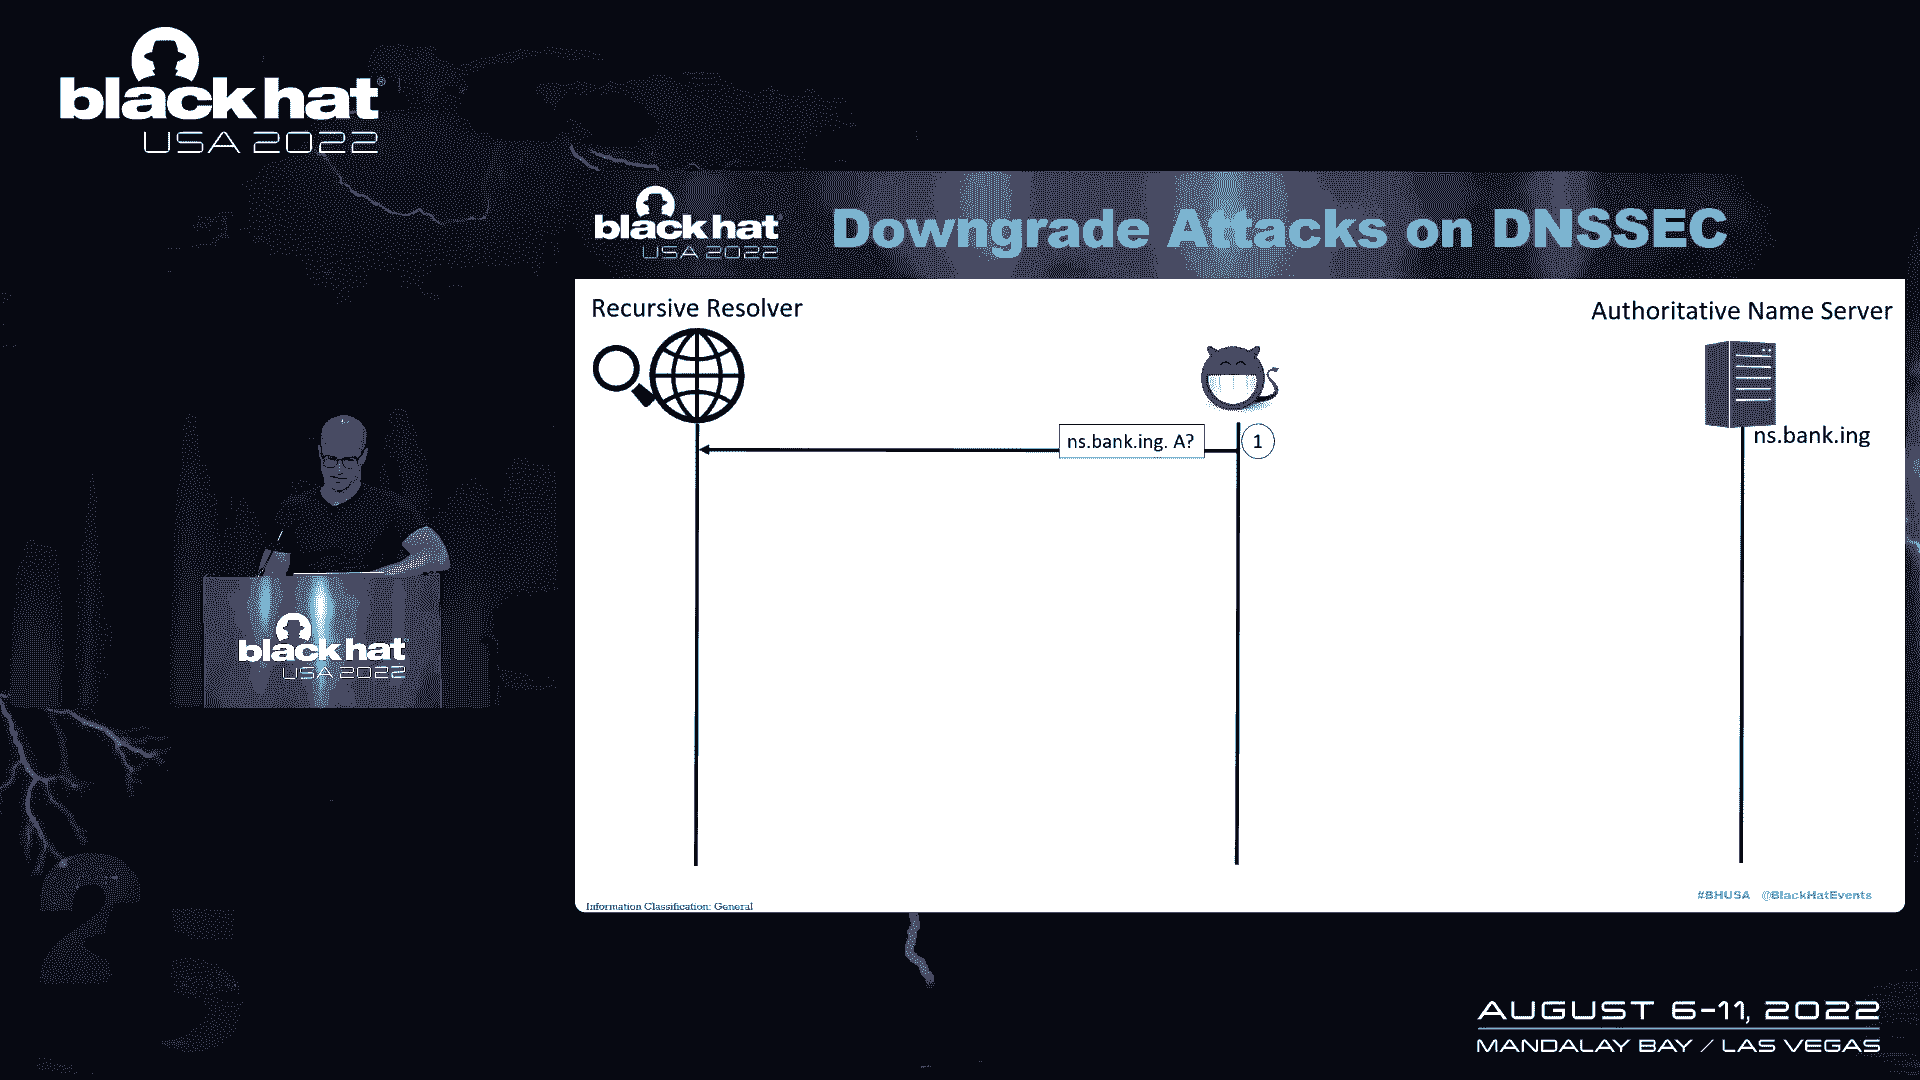 black hat®
USA 2022
black hat
USA 2022
Downgrade Attacks on DNSSEC
Recursive Resolver
Authoritative Name Server
ns.bank.ing. A?
1
ns.bank.ing
black hat
USA 2022
#BHUSA @BlackHatEvents
Information Classification: General
25
AUGUST 6-11, 2022
MANDALAY BAY / LAS VEGAS